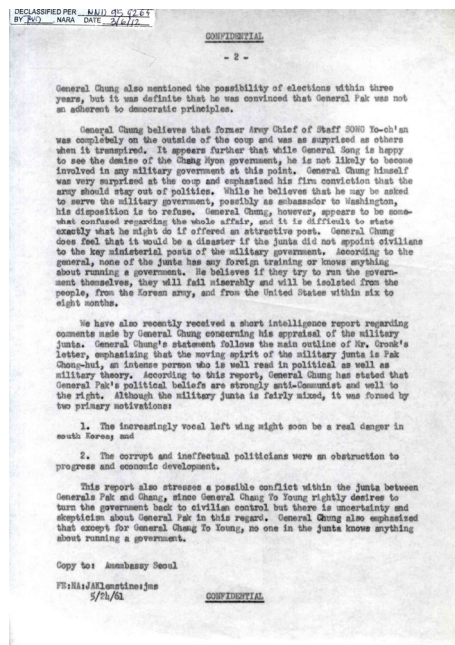 DECLASSIFIED PER NND 959265
BY BVD, NARA DATE 3/6/12
CONFIDENTIAL
- 2 -
General Chung also mentioned the possibility of elections within three
years, but it was definite that he was convinced that General Pak was not
an adherent to democratic principles.
General Chung believes that former Army Chief of Staff SONG Yo-ch'an
was completely on the outside of the coup and was as surprised as others
when it transpired. It appears further that while General Song is happy
to see the demise of the Chang Myon government, he is not likely to become
involved in any military government at this point. General Chung himself
was very surprised at the coup and emphasized his firm conviction that the
army should stay out of politics. While he believes that he may be asked
to serve the military government, possibly as ambassador to Washington,
his disposition is to refuse. General Chung, however, appears to be some-
what confused regarding the whole affair, and it is difficult to state
exactly what he might do if offered an attractive post. General Chung
does feel that it would be a disaster if the junta did not appoint civilians
to the key ministerial posts of the military government. According to the
general, none of the junta has any foreign training or knows anything
about running a government. He believes if they try to run the govern-
ment themselves, they will fail miserably and will be isolated from the
people, from the Korean army, and from the United States within six to
eight months.
We have also recently received a short intelligence report regarding
comments made by General Chung concerning his appraisal of the military
junta. General Chung's statement follows the main outline of Mr. Cronk's
letter, emphasizing that the moving spirit of the military junta is Pak
Chong-hui, an intense person who is well read in political as well as
military theory. According to this report, General Chung has stated that
General Pak's political beliefs are strongly anti-Communist and well to
the right. Although the military junta is fairly mixed, it was formed by
two primary motivations:
1. The increasingly vocal left wing might soon be a real danger in
south Korea; and
2. The corrupt and ineffectual politicians were an obstruction to
progress and economic development.
This report also stresses a possible conflict within the junta between
Generals Pak and Chang, since General Chang To Young rightly desires to
turn the government back to civilian control but there is uncertainty and
skepticism about General Pak in this regard. General Chung also emphasized
that except for General Chang To Young, no one in the junta knows anything
about running a government.
Copy to: Amembassy Seoul
FE:NA:JAKlemstine:jms
5/24/61
CONFIDENTIAL